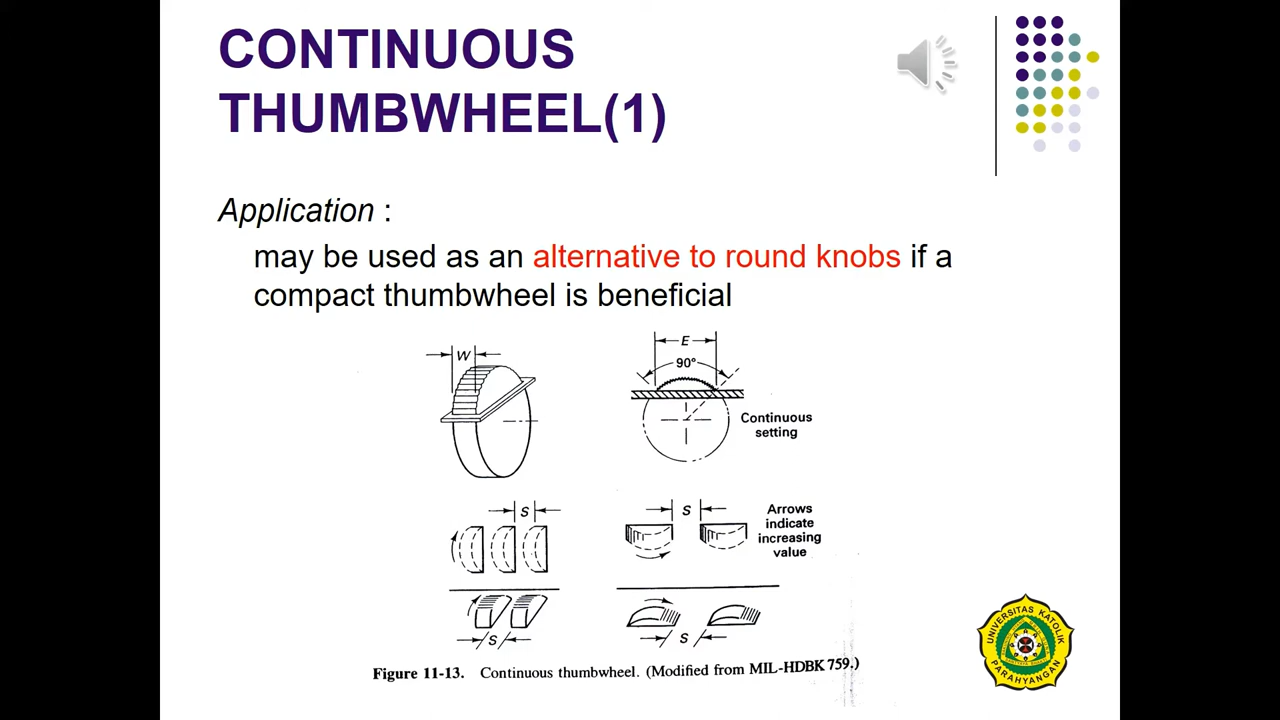 CONTINUOUS
THUMBWHEEL(1)
Application :
may be used as an alternative to round knobs if a
compact thumbwheel is beneficial
W
E
90°
Continuous
setting
S
S
Arrows
indicate
increasing
value
S
S
Figure 11-13. Continuous thumbwheel. (Modified from MIL-HDBK 759.)
UNIVERSITAS KATOLIK
PARAHYANGAN